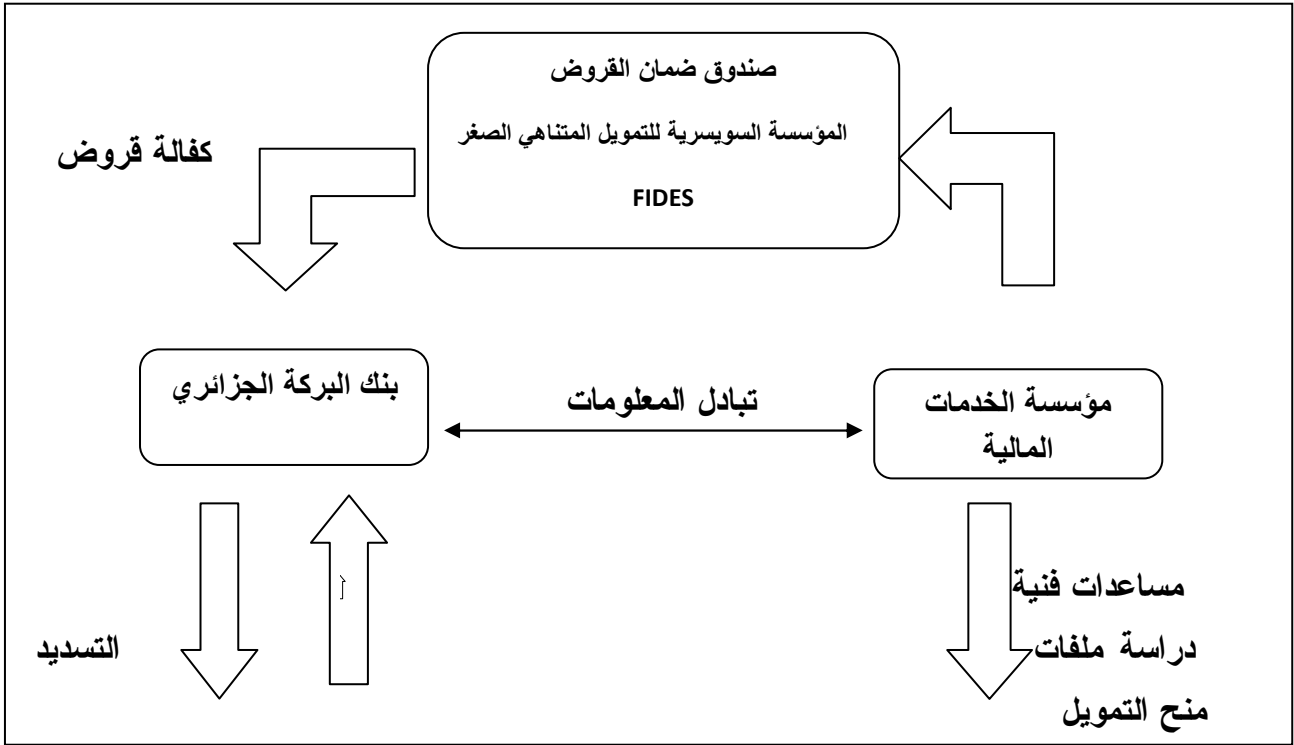 صندوق ضمان القروض
المؤسسة السويسرية للتمويل المتناهي الصغر
FIDES
كفالة قروض
بنك البركة الجزائري
تبادل المعلومات
مؤسسة الخدمات
المالية
مساعدات فنية
دراسة ملفات
منح التمويل
التسديد